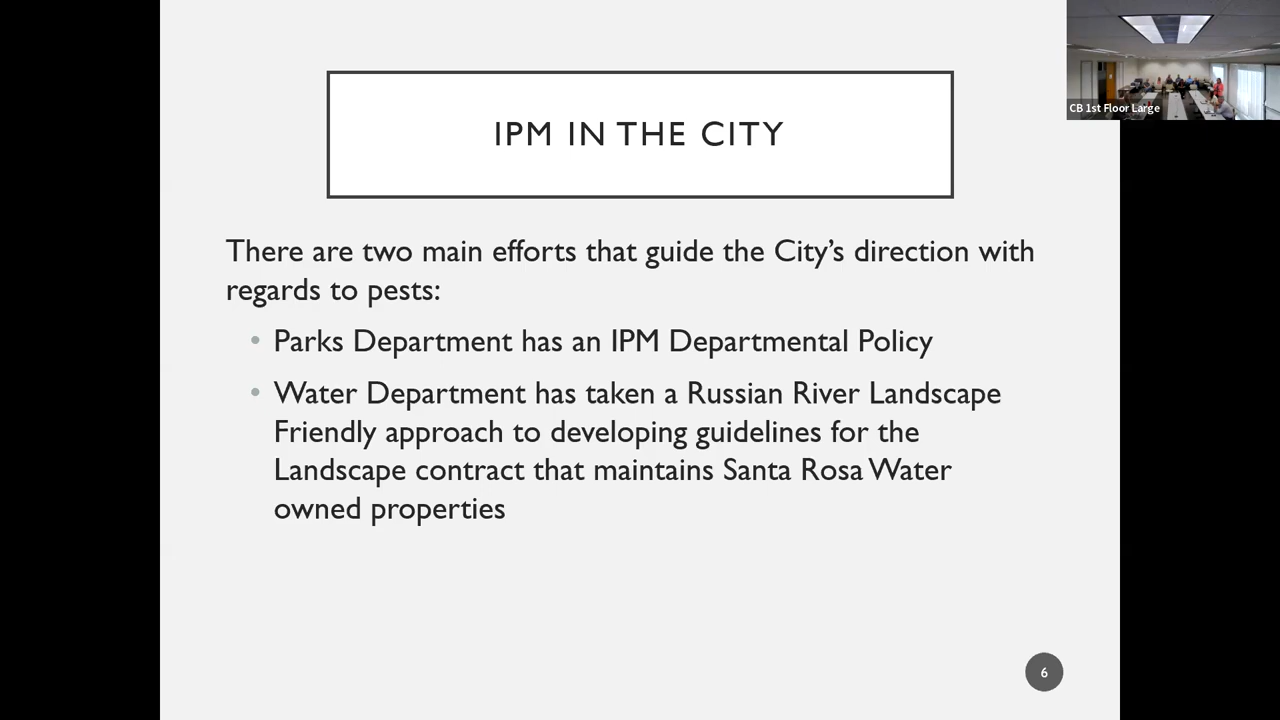 IPM IN THE CITY
CB 1st Floor Large
There are two main efforts that guide the City’s direction with
regards to pests:
• Parks Department has an IPM Departmental Policy
• Water Department has taken a Russian River Landscape
Friendly approach to developing guidelines for the
Landscape contract that maintains Santa Rosa Water
owned properties
6